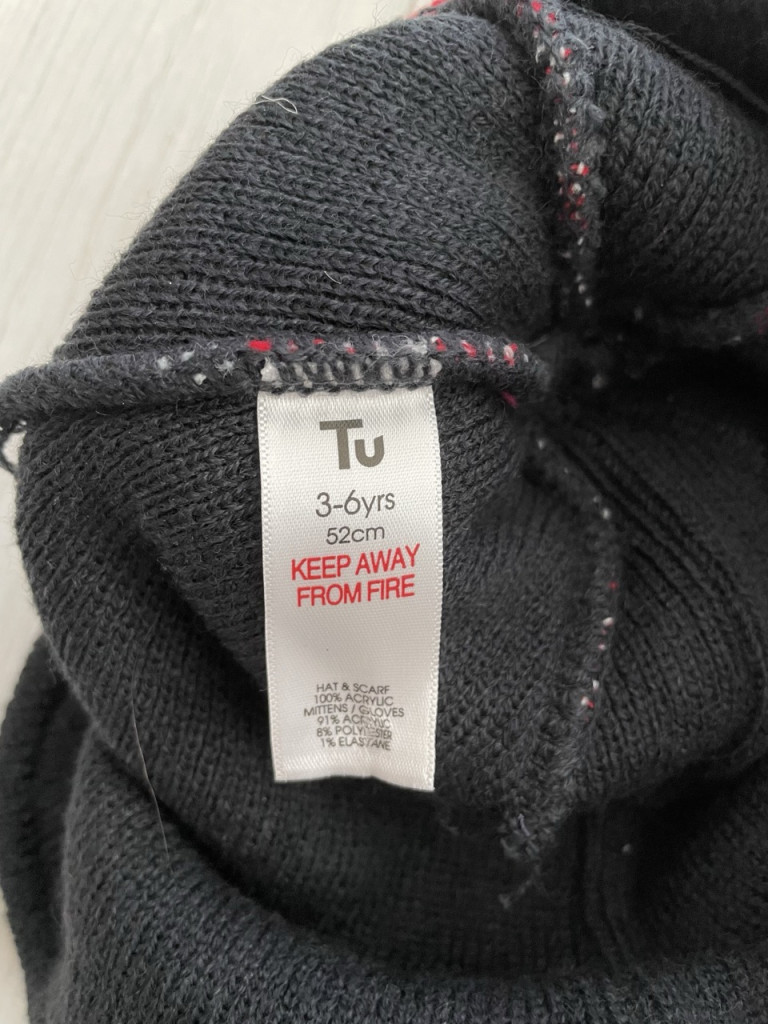 Tu
3-6yrs
52cm
KEEP AWAY
FROM FIRE
HAT & SCARF
100% ACRYLIC
MITTENS / GLOVES
91% ACRYLIC
8% POLYESTER
1% ELASTANE